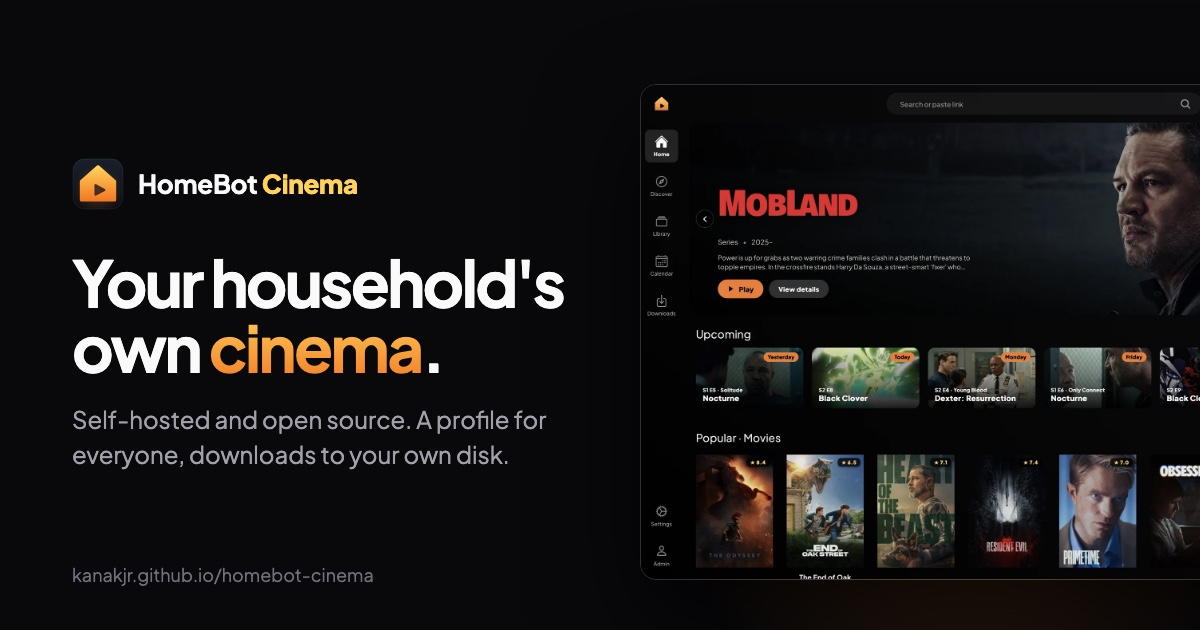 HomeBot Cinema
Your household's
own cinema.
Self-hosted and open source. A profile for
everyone, downloads to your own disk.
kanakjr.github.io/homebot-cinema
Search or paste link
Home
Discover
Library
Calendar
Downloads
Settings
Admin
MOBLAND
Series • 2025-
Power is up for grabs as two warring crime families clash in a battle that threatens to
topple empires. In the crossfire stands Harry Da Souza, a street-smart 'fixer' who...
Play
View details
Upcoming
Yesterday
S1 E5 · Solitude
Nocturne
Today
S2 E8
Black Clover
Monday
S2 E4 · Young Blood
Dexter: Resurrection
Friday
S1 E6 · Only Connect
Nocturne
S2 E9
Black Cl
Popular · Movies
★ 8.4
THE ODYSSEY
★ 6.5
THE END OF
OAK STREET
The End of Oak
★ 7.1
HEART
OF
THE
BEAST
★ 7.4
RESIDENT EVIL
★ 7.0
PRIMETIME
OBSESS